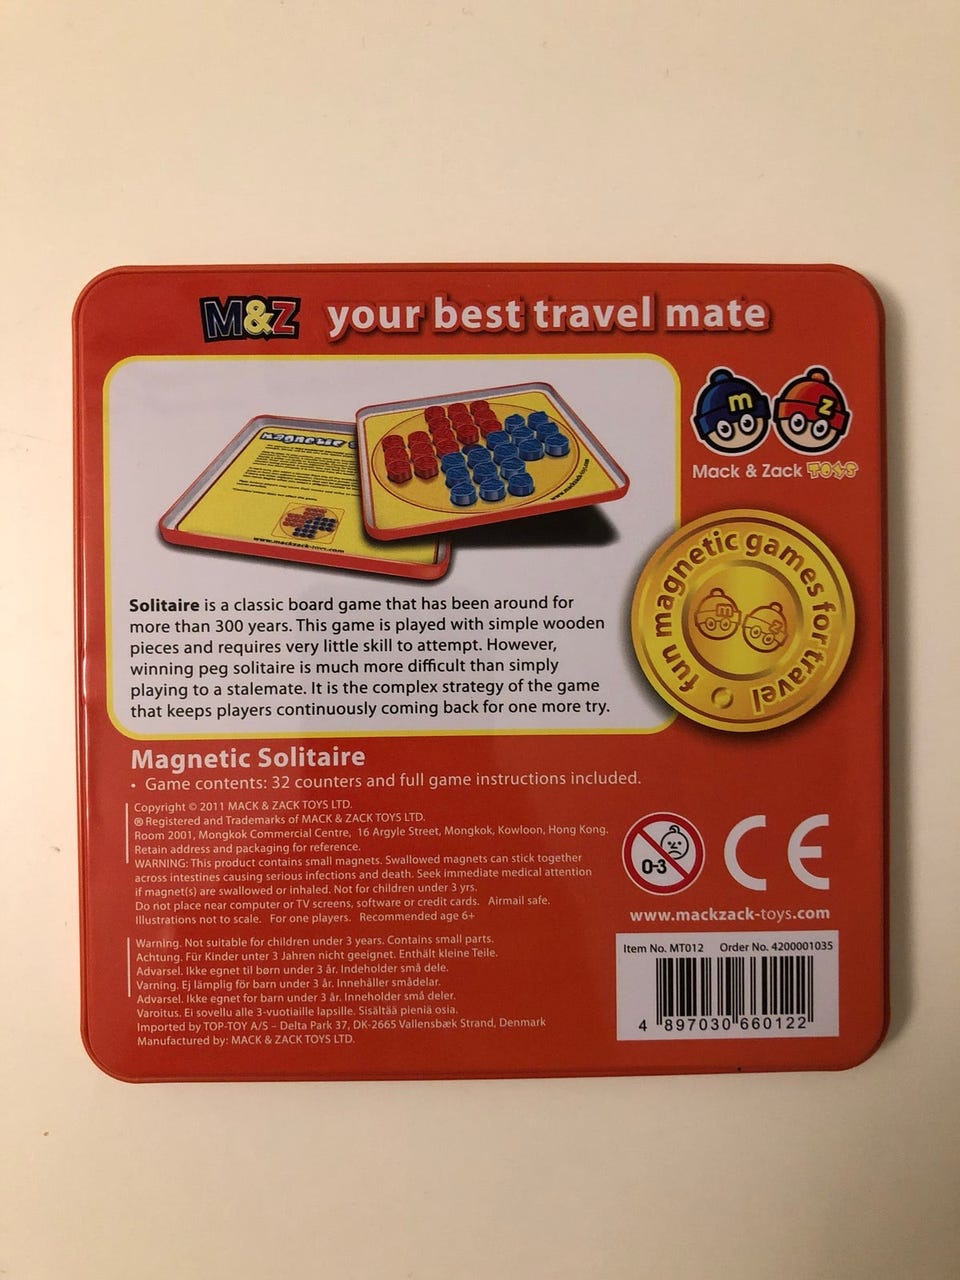 M&Z your best travel mate
m z
Mack & Zack TOYS
magnetic s
www.mackzack-toys.com
www.mackzack-toys.com
fun magnetic games for travel
m z
Solitaire is a classic board game that has been around for
more than 300 years. This game is played with simple wooden
pieces and requires very little skill to attempt. However,
winning peg solitaire is much more difficult than simply
playing to a stalemate. It is the complex strategy of the game
that keeps players continuously coming back for one more try.
Magnetic Solitaire
• Game contents: 32 counters and full game instructions included.
Copyright © 2011 MACK & ZACK TOYS LTD.
® Registered and Trademarks of MACK & ZACK TOYS LTD.
Room 2001, Mongkok Commercial Centre, 16 Argyle Street, Mongkok, Kowloon, Hong Kong.
Retain address and packaging for reference.
WARNING: This product contains small magnets. Swallowed magnets can stick together
across intestines causing serious infections and death. Seek immediate medical attention
if magnet(s) are swallowed or inhaled. Not for children under 3 yrs.
Do not place near computer or TV screens, software or credit cards. Airmail safe.
Illustrations not to scale. For one players. Recommended age 6+
Warning. Not suitable for children under 3 years. Contains small parts.
Achtung. Für Kinder unter 3 Jahren nicht geeignet. Enthält kleine Teile.
Advarsel. Ikke egnet til børn under 3 år. Indeholder små dele.
Varning. Ej lämplig för barn under 3 år. Innehåller smådelar.
Advarsel. Ikke egnet for barn under 3 år. Inneholder små deler.
Varoitus. Ei sovellu alle 3-vuotiaille lapsille. Sisältää pieniä osia.
Imported by TOP-TOY A/S – Delta Park 37, DK-2665 Vallensbæk Strand, Denmark
Manufactured by: MACK & ZACK TOYS LTD.
0-3
CE
www.mackzack-toys.com
Item No. MT012 Order No. 4200001035
4 897030 660122